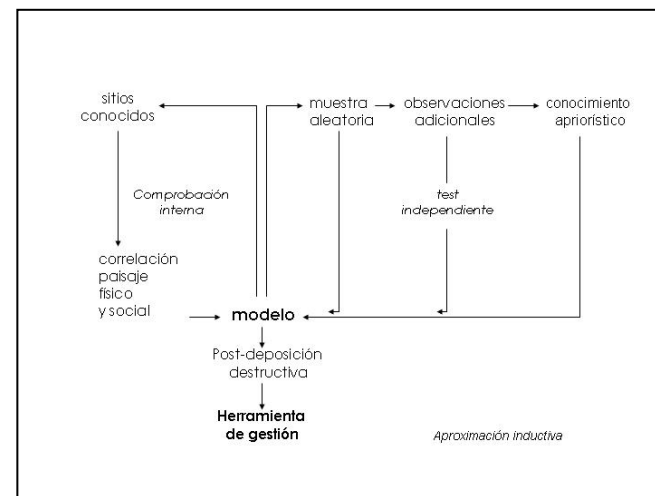 sitios
conocidos
muestra
aleatoria
observaciones
adicionales
conocimiento
apriorístico
Comprobación
interna
test
independiente
correlación
paisaje
físico
y social
modelo
Post-deposición
destructiva
Herramienta
de gestión
Aproximación inductiva